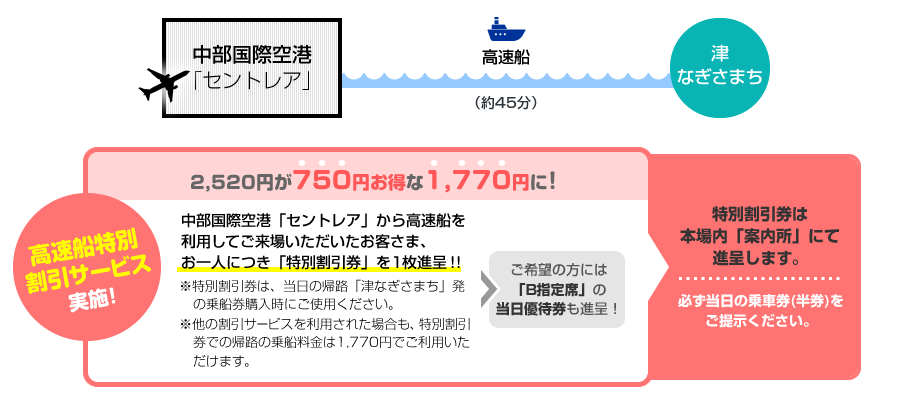 中部国際空港
「セントレア」
高速船
（約45分）
津
なぎさまち
2,520円が750円お得な1,770円に!
高速船特別
割引サービス
実施!
中部国際空港「セントレア」から高速船を
利用してご来場いただいたお客さま、
お一人につき「特別割引券」を1枚進呈!!
※特別割引券は、当日の帰路「津なぎさまち」発
の乗船券購入時にご使用ください。
※他の割引サービスを利用された場合も、特別割引
券での帰路の乗船料金は1,770円でご利用いた
だけます。
ご希望の方には
「B指定席」の
当日優待券も進呈！
特別割引券は
本場内「案内所」にて
進呈します。
必ず当日の乗車券(半券)を
ご提示ください。